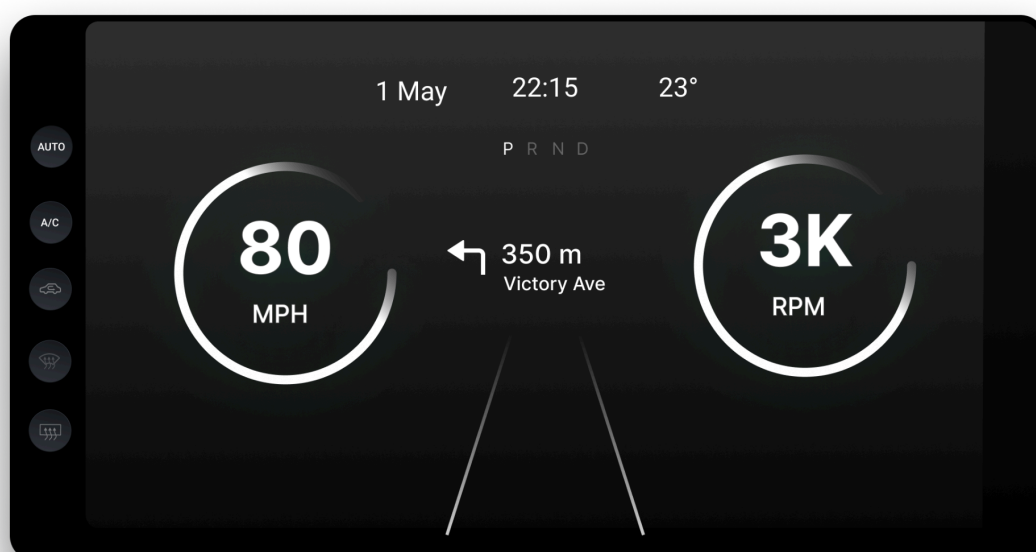 1 May 22:15 23°
P R N D
AUTO
A/C
80
MPH
350 m
Victory Ave
3K
RPM